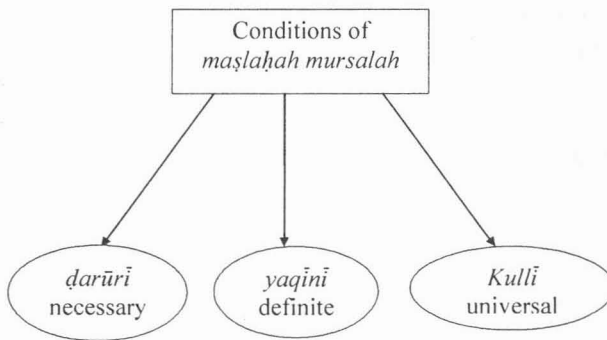 Conditions of
maṣlaḥah mursalah
ḍarūrī
necessary
yaqīnī
definite
Kullī
universal